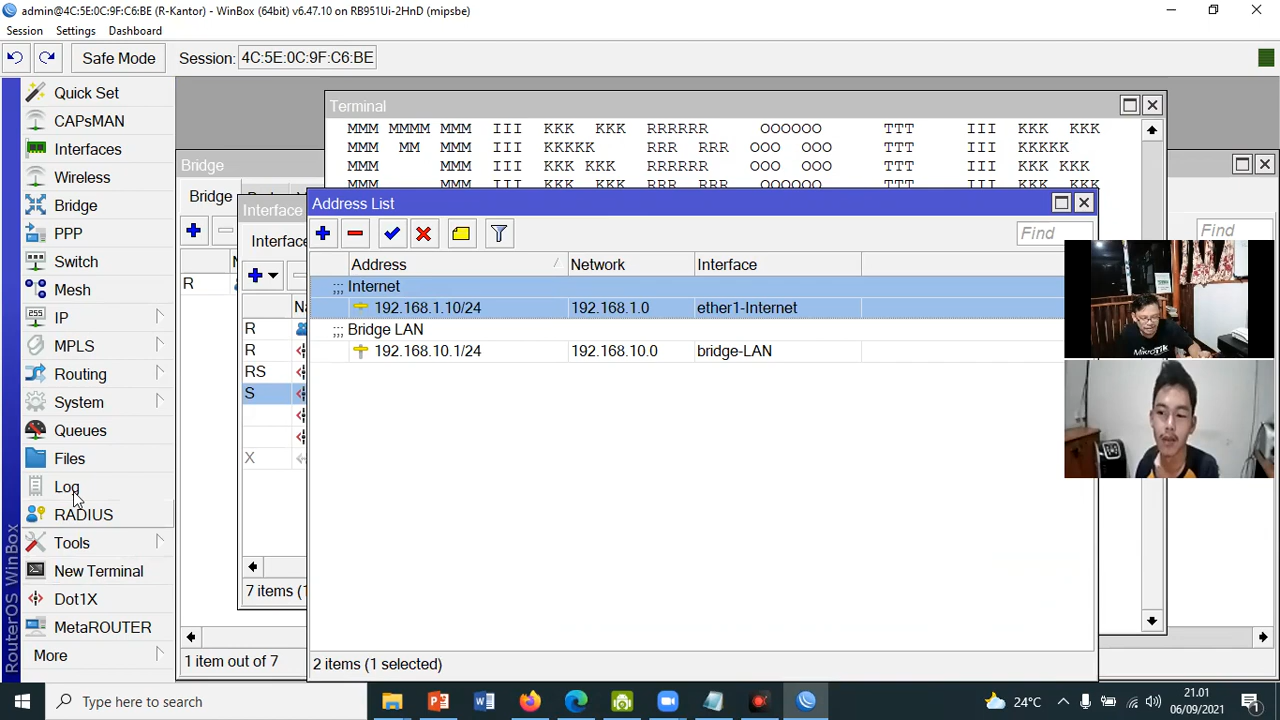 admin@4C:5E:0C:9F:C6:BE (R-Kantor) - WinBox (64bit) v6.47.10 on RB951Ui-2HnD (mipsbe)
Session Settings Dashboard
Safe Mode Session: 4C:5E:0C:9F:C6:BE
Quick Set
CAPsMAN
Interfaces
Wireless
Bridge
PPP
Switch
Mesh
IP
MPLS
Routing
System
Queues
Files
Log
RADIUS
Tools
New Terminal
Dot1X
MetaROUTER
More
RouterOS WinBox
Terminal
MMM MMMM MMM III KKK KKK RRRRRR OOOOOO TTT III KKK KKK
MMM MM MMM III KKKKK RRR RRR OOO OOO TTT III KKKKK
MMM MMM III KKK KKK RRRRRR OOO OOO TTT III KKK KKK
MMM MMM III KKK KKK RRR RRR OOOOOO TTT III KKK KKK
Bridge
Bridge
R
1 item out of 7
Interface
Interface
R
R
RS
S
X
7 items
Address List
Find
Find
Address Network Interface
;;; Internet
192.168.1.10/24 192.168.1.0 ether1-Internet
;;; Bridge LAN
192.168.10.1/24 192.168.10.0 bridge-LAN
2 items (1 selected)
MikroTik
Type here to search
24°C
21.01
06/09/2021
1